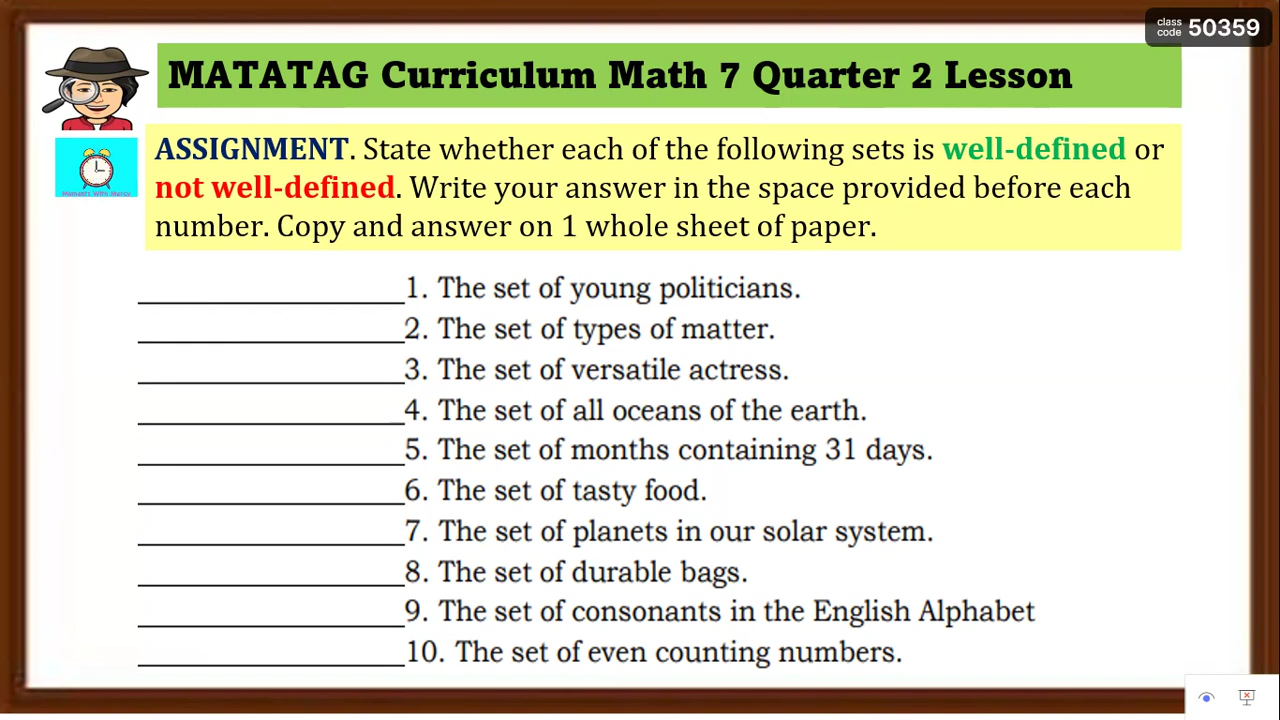 class
code 50359
MATATAG Curriculum Math 7 Quarter 2 Lesson
Moments With Jitersy
ASSIGNMENT. State whether each of the following sets is well-defined or
not well-defined. Write your answer in the space provided before each
number. Copy and answer on 1 whole sheet of paper.
1. The set of young politicians.
2. The set of types of matter.
3. The set of versatile actress.
4. The set of all oceans of the earth.
5. The set of months containing 31 days.
6. The set of tasty food.
7. The set of planets in our solar system.
8. The set of durable bags.
9. The set of consonants in the English Alphabet
10. The set of even counting numbers.